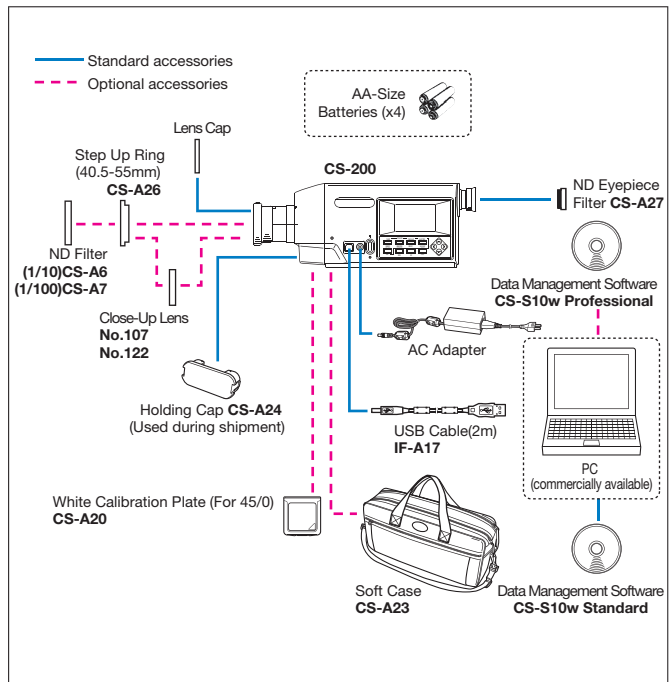 Standard accessories
Optional accessories
AA-Size
Batteries (x4)
Lens Cap
Step Up Ring
(40.5-55mm)
CS-A26
CS-200
ND Eyepiece
Filter CS-A27
ND Filter
(1/10)CS-A6
(1/100)CS-A7
Data Management Software
CS-S10w Professional
Close-Up Lens
No.107
No.122
AC Adapter
Holding Cap CS-A24
(Used during shipment)
USB Cable(2m)
IF-A17
PC
(commercially available)
White Calibration Plate (For 45/0)
CS-A20
Soft Case
CS-A23
Data Management Software
CS-S10w Standard